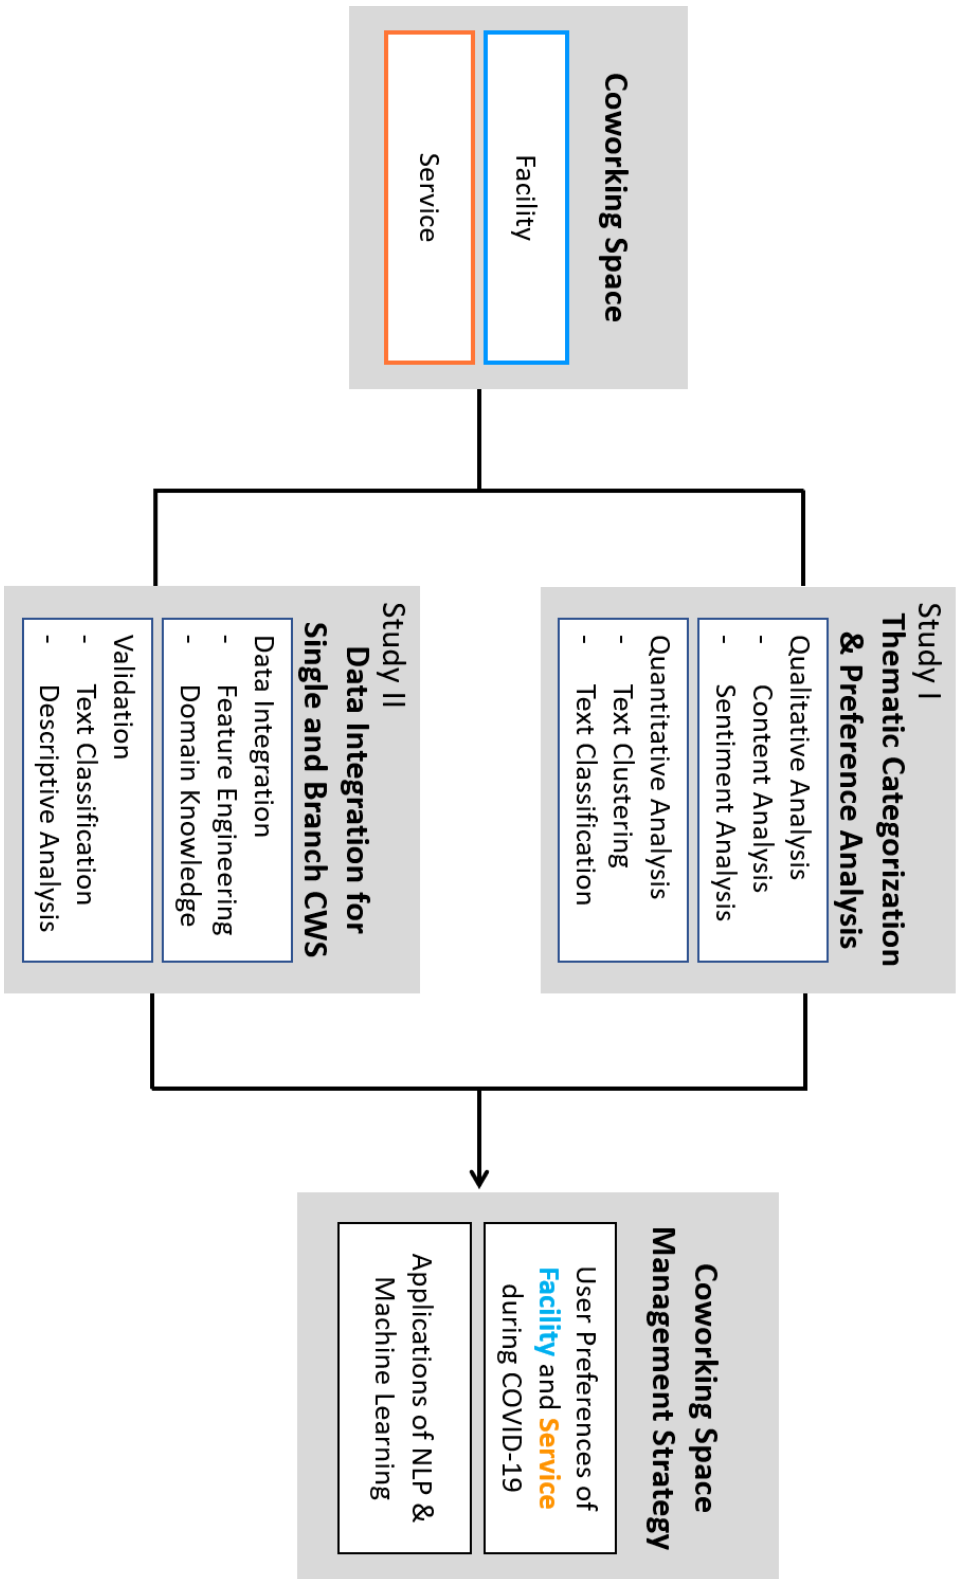 Coworking Space
Facility
Service
Study I
Thematic Categorization
& Preference Analysis
Qualitative Analysis
- Content Analysis
- Sentiment Analysis
Quantitative Analysis
- Text Clustering
- Text Classification
Study II
Data Integration for
Single and Branch CWS
Data Integration
- Feature Engineering
- Domain Knowledge
Validation
- Text Classification
- Descriptive Analysis
Coworking Space
Management Strategy
User Preferences of
Facility and Service
during COVID-19
Applications of NLP &
Machine Learning